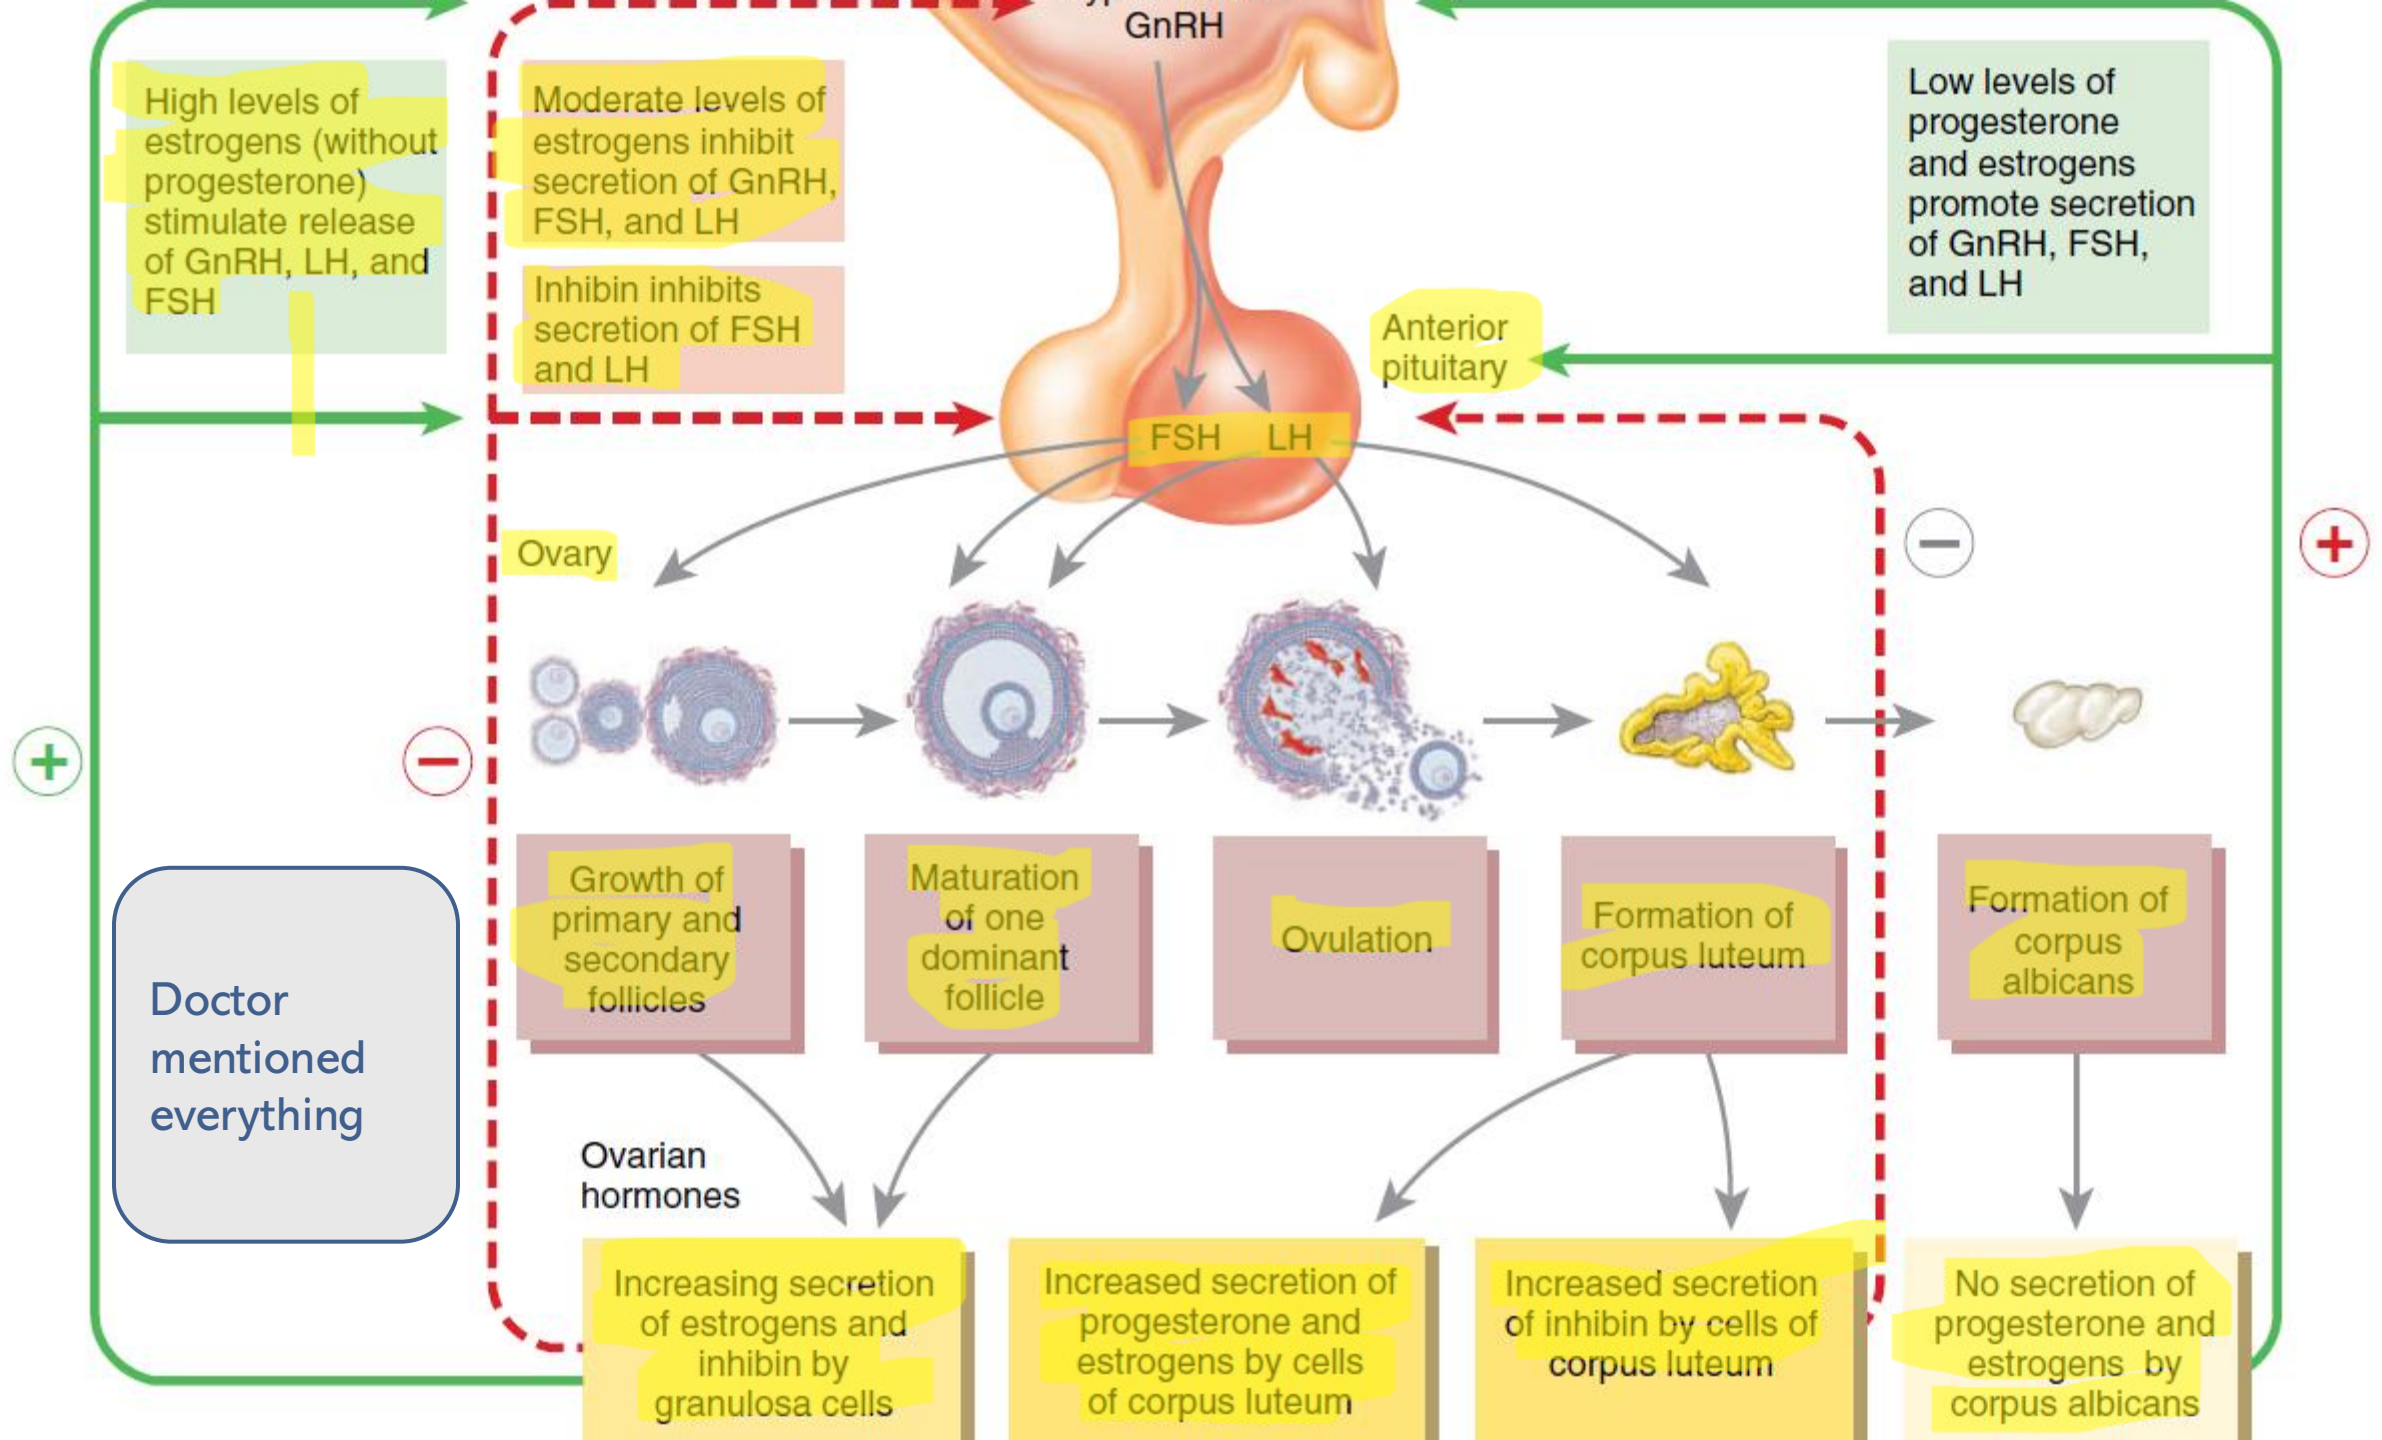 GnRH
High levels of
estrogens (without
progesterone)
stimulate release
of GnRH, LH, and
FSH
Moderate levels of
estrogens inhibit
secretion of GnRH,
FSH, and LH
Inhibin inhibits
secretion of FSH
and LH
Low levels of
progesterone
and estrogens
promote secretion
of GnRH, FSH,
and LH
Anterior
pituitary
FSH LH
Ovary
Growth of
primary and
secondary
follicles
Maturation
of one
dominant
follicle
Ovulation
Formation of
corpus luteum
Formation of
corpus
albicans
Doctor
mentioned
everything
Ovarian
hormones
Increasing secretion
of estrogens and
inhibin by
granulosa cells
Increased secretion of
progesterone and
estrogens by cells
of corpus luteum
Increased secretion
of inhibin by cells of
corpus luteum
No secretion of
progesterone and
estrogens by
corpus albicans